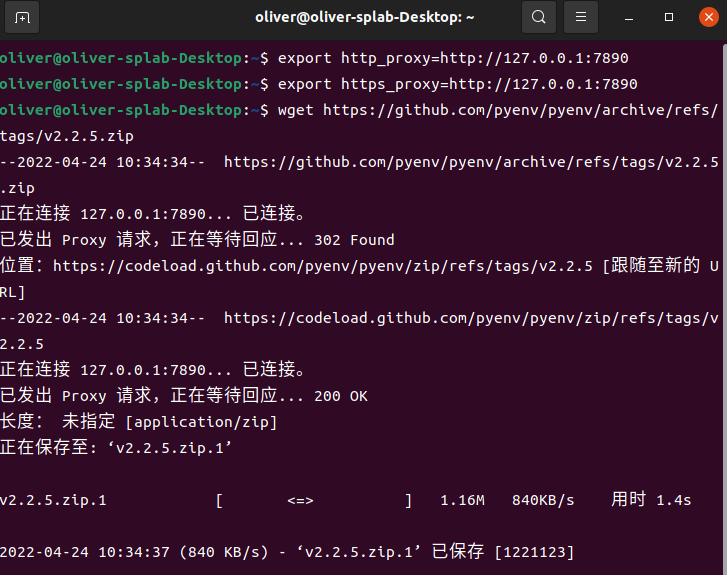 oliver@oliver-splab-Desktop: ~
oliver@oliver-splab-Desktop:~$ export http_proxy=http://127.0.0.1:7890
oliver@oliver-splab-Desktop:~$ export https_proxy=http://127.0.0.1:7890
oliver@oliver-splab-Desktop:~$ wget https://github.com/pyenv/pyenv/archive/refs/
tags/v2.2.5.zip
--2022-04-24 10:34:34--  https://github.com/pyenv/pyenv/archive/refs/tags/v2.2.5
.zip
正在连接 127.0.0.1:7890... 已连接。
已发出 Proxy 请求，正在等待回应... 302 Found
位置：https://codeload.github.com/pyenv/pyenv/zip/refs/tags/v2.2.5 [跟随至新的 U
RL]
--2022-04-24 10:34:34--  https://codeload.github.com/pyenv/pyenv/zip/refs/tags/v
2.2.5
正在连接 127.0.0.1:7890... 已连接。
已发出 Proxy 请求，正在等待回应... 200 OK
长度： 未指定 [application/zip]
正在保存至: ‘v2.2.5.zip.1’
v2.2.5.zip.1            [       <=>          ]   1.16M   840KB/s    用时 1.4s
2022-04-24 10:34:37 (840 KB/s) - ‘v2.2.5.zip.1’ 已保存 [1221123]